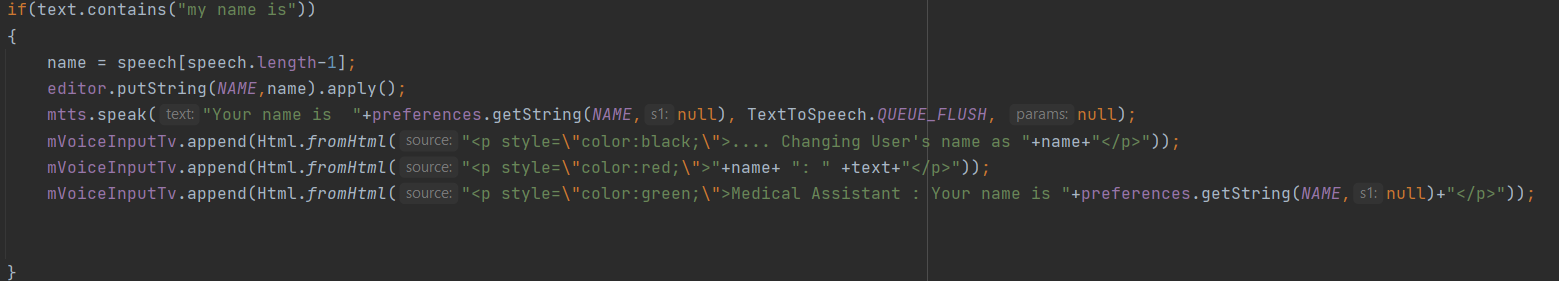 if(text.contains("my name is"))
{
name = speech[speech.length-1];
editor.putString(NAME,name).apply();
mtts.speak( text: "Your name is  "+preferences.getString(NAME, s1: null), TextToSpeech.QUEUE_FLUSH, params: null);
mVoiceInputTv.append(Html.fromHtml( source: "<p style=\"color:black;\">.... Changing User's name as "+name+"</p>"));
mVoiceInputTv.append(Html.fromHtml( source: "<p style=\"color:red;\">"+name+ ": " +text+"</p>"));
mVoiceInputTv.append(Html.fromHtml( source: "<p style=\"color:green;\">Medical Assistant : Your name is "+preferences.getString(NAME, s1: null)+"</p>"));
}